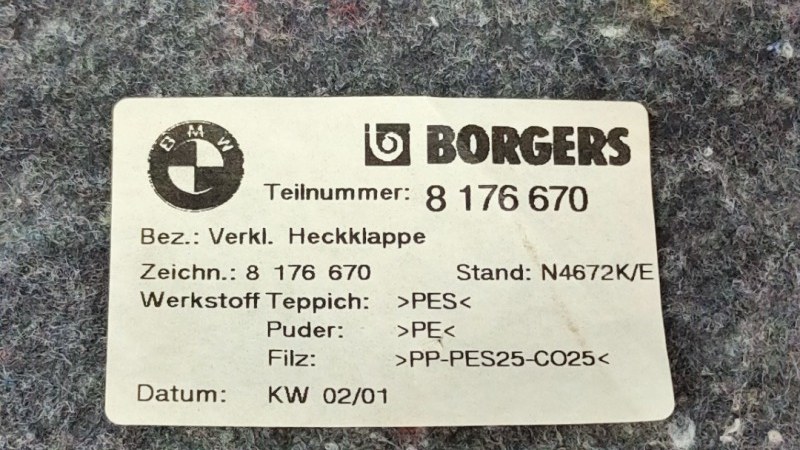 BMW
BORGERS
Teilnummer: 8 176 670
Bez.: Verkl. Heckklappe
Zeichn.: 8 176 670 Stand: N4672K/E
Werkstoff Teppich: >PES<
Puder: >PE<
Filz: >PP-PES25-CO25<
Datum: KW 02/01